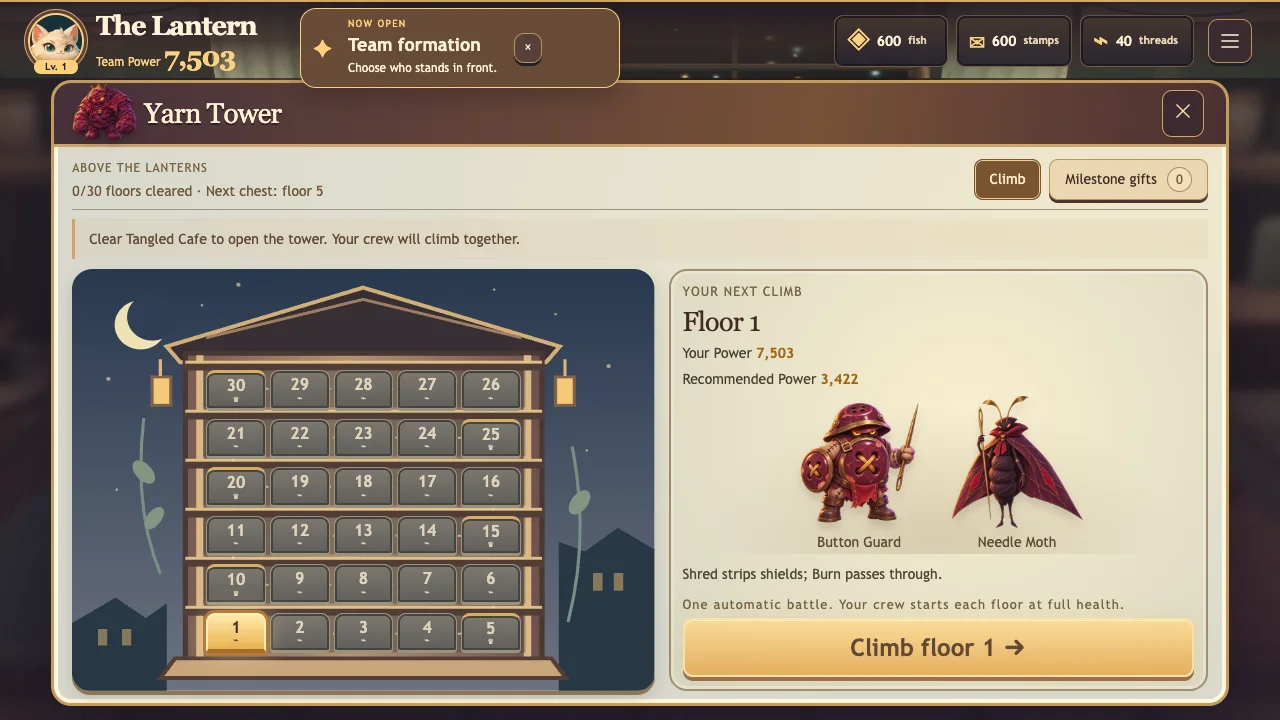 The Lantern
Team Power 7,503
Lv. 1
NOW OPEN
Team formation
Choose who stands in front.
×
600 fish
600 stamps
40 threads
Yarn Tower
ABOVE THE LANTERNS
0/30 floors cleared · Next chest: floor 5
Climb
Milestone gifts 0
Clear Tangled Cafe to open the tower. Your crew will climb together.
30 29 28 27 26
21 22 23 24 25
20 19 18 17 16
11 12 13 14 15
10 9 8 7 6
1 2 3 4 5
YOUR NEXT CLIMB
Floor 1
Your Power 7,503
Recommended Power 3,422
Button Guard
Needle Moth
Shred strips shields; Burn passes through.
One automatic battle. Your crew starts each floor at full health.
Climb floor 1 →